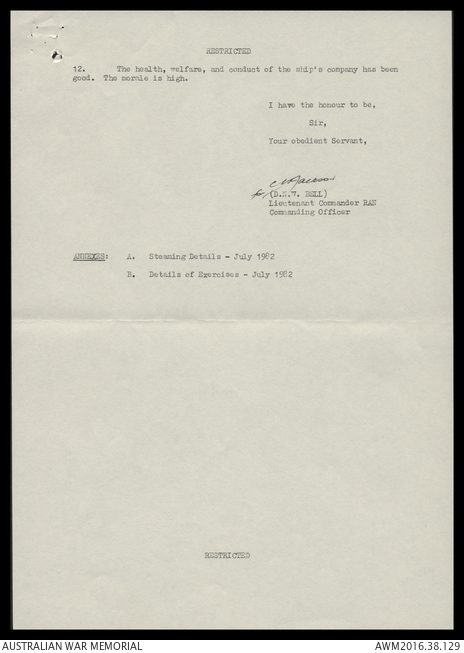 RESTRICTED
12. The health, welfare, and conduct of the ship's company has been
good. The morale is high.
I have the honour to be,
Sir,
Your obedient Servant,
for (D.N.W. BELL)
Lieutenant Commander RAN
Commanding Officer
ANNEXES: A. Steaming Details - July 1982
B. Details of Exercises - July 1982
RESTRICTED
AUSTRALIAN WAR MEMORIAL AWM2016.38.129